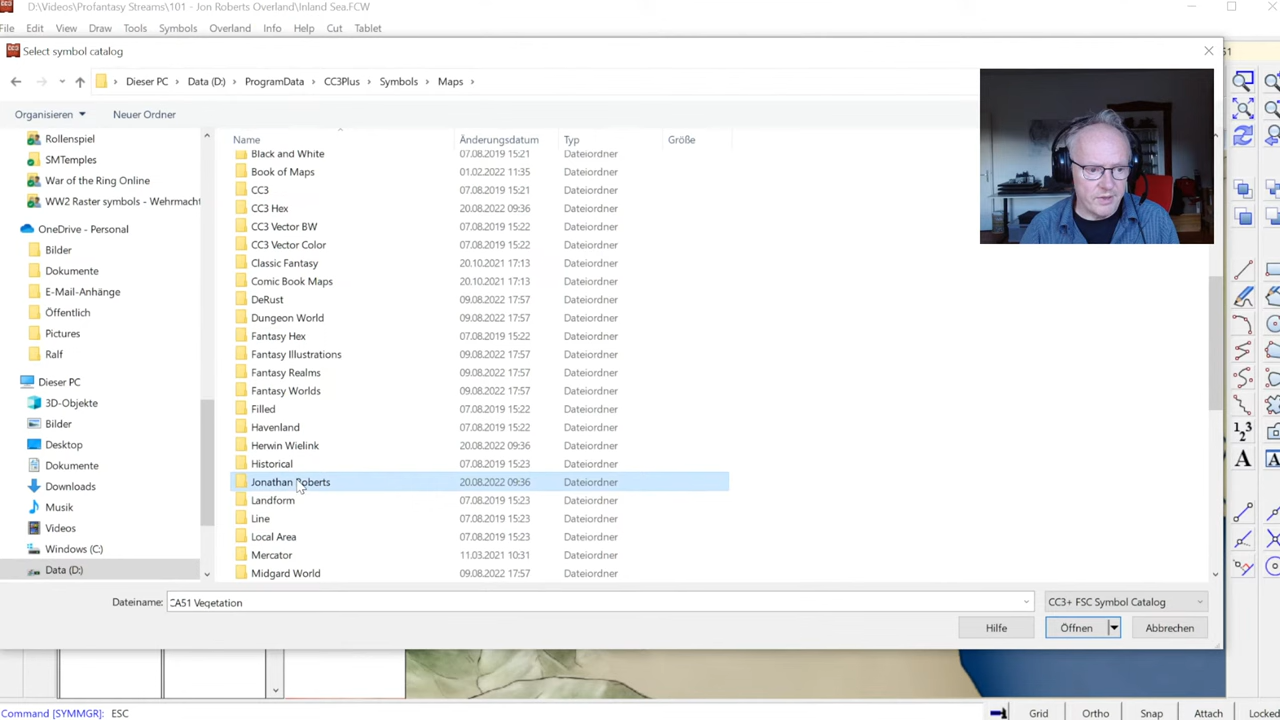 D:\Videos\Profantasy Streams\101 - Jon Roberts Overland\Inland Sea.FCW
File Edit View Draw Tools Symbols Overland Info Help Cut Tablet
Select symbol catalog
Dieser PC › Data (D:) › ProgramData › CC3Plus › Symbols › Maps ›
Organisieren Neuer Ordner
Rollenspiel
SMTemples
War of the Ring Online
WW2 Raster symbols - Wehrmacht
OneDrive - Personal
Bilder
Dokumente
E-Mail-Anhänge
Öffentlich
Pictures
Ralf
Dieser PC
3D-Objekte
Bilder
Desktop
Dokumente
Downloads
Musik
Videos
Windows (C:)
Data (D:)
Name Änderungsdatum Typ Größe
Black and White 07.08.2019 15:21 Dateiordner
Book of Maps 01.02.2022 11:35 Dateiordner
CC3 07.08.2019 15:21 Dateiordner
CC3 Hex 20.08.2022 09:36 Dateiordner
CC3 Vector BW 07.08.2019 15:22 Dateiordner
CC3 Vector Color 07.08.2019 15:22 Dateiordner
Classic Fantasy 20.10.2021 17:13 Dateiordner
Comic Book Maps 20.10.2021 17:13 Dateiordner
DeRust 09.08.2022 17:57 Dateiordner
Dungeon World 09.08.2022 17:57 Dateiordner
Fantasy Hex 07.08.2019 15:22 Dateiordner
Fantasy Illustrations 09.08.2022 17:57 Dateiordner
Fantasy Realms 09.08.2022 17:57 Dateiordner
Fantasy Worlds 09.08.2022 17:57 Dateiordner
Filled 07.08.2019 15:22 Dateiordner
Havenland 07.08.2019 15:22 Dateiordner
Herwin Wielink 20.08.2022 09:36 Dateiordner
Historical 07.08.2019 15:23 Dateiordner
Jonathan Roberts 20.08.2022 09:36 Dateiordner
Landform 07.08.2019 15:23 Dateiordner
Line 07.08.2019 15:23 Dateiordner
Local Area 07.08.2019 15:23 Dateiordner
Mercator 11.03.2021 10:31 Dateiordner
Midgard World 09.08.2022 17:57 Dateiordner
Dateiname: CA51 Vegetation CC3+ FSC Symbol Catalog
Hilfe Öffnen Abbrechen
Command [SYMMGR]: ESC Grid Ortho Snap Attach Locked